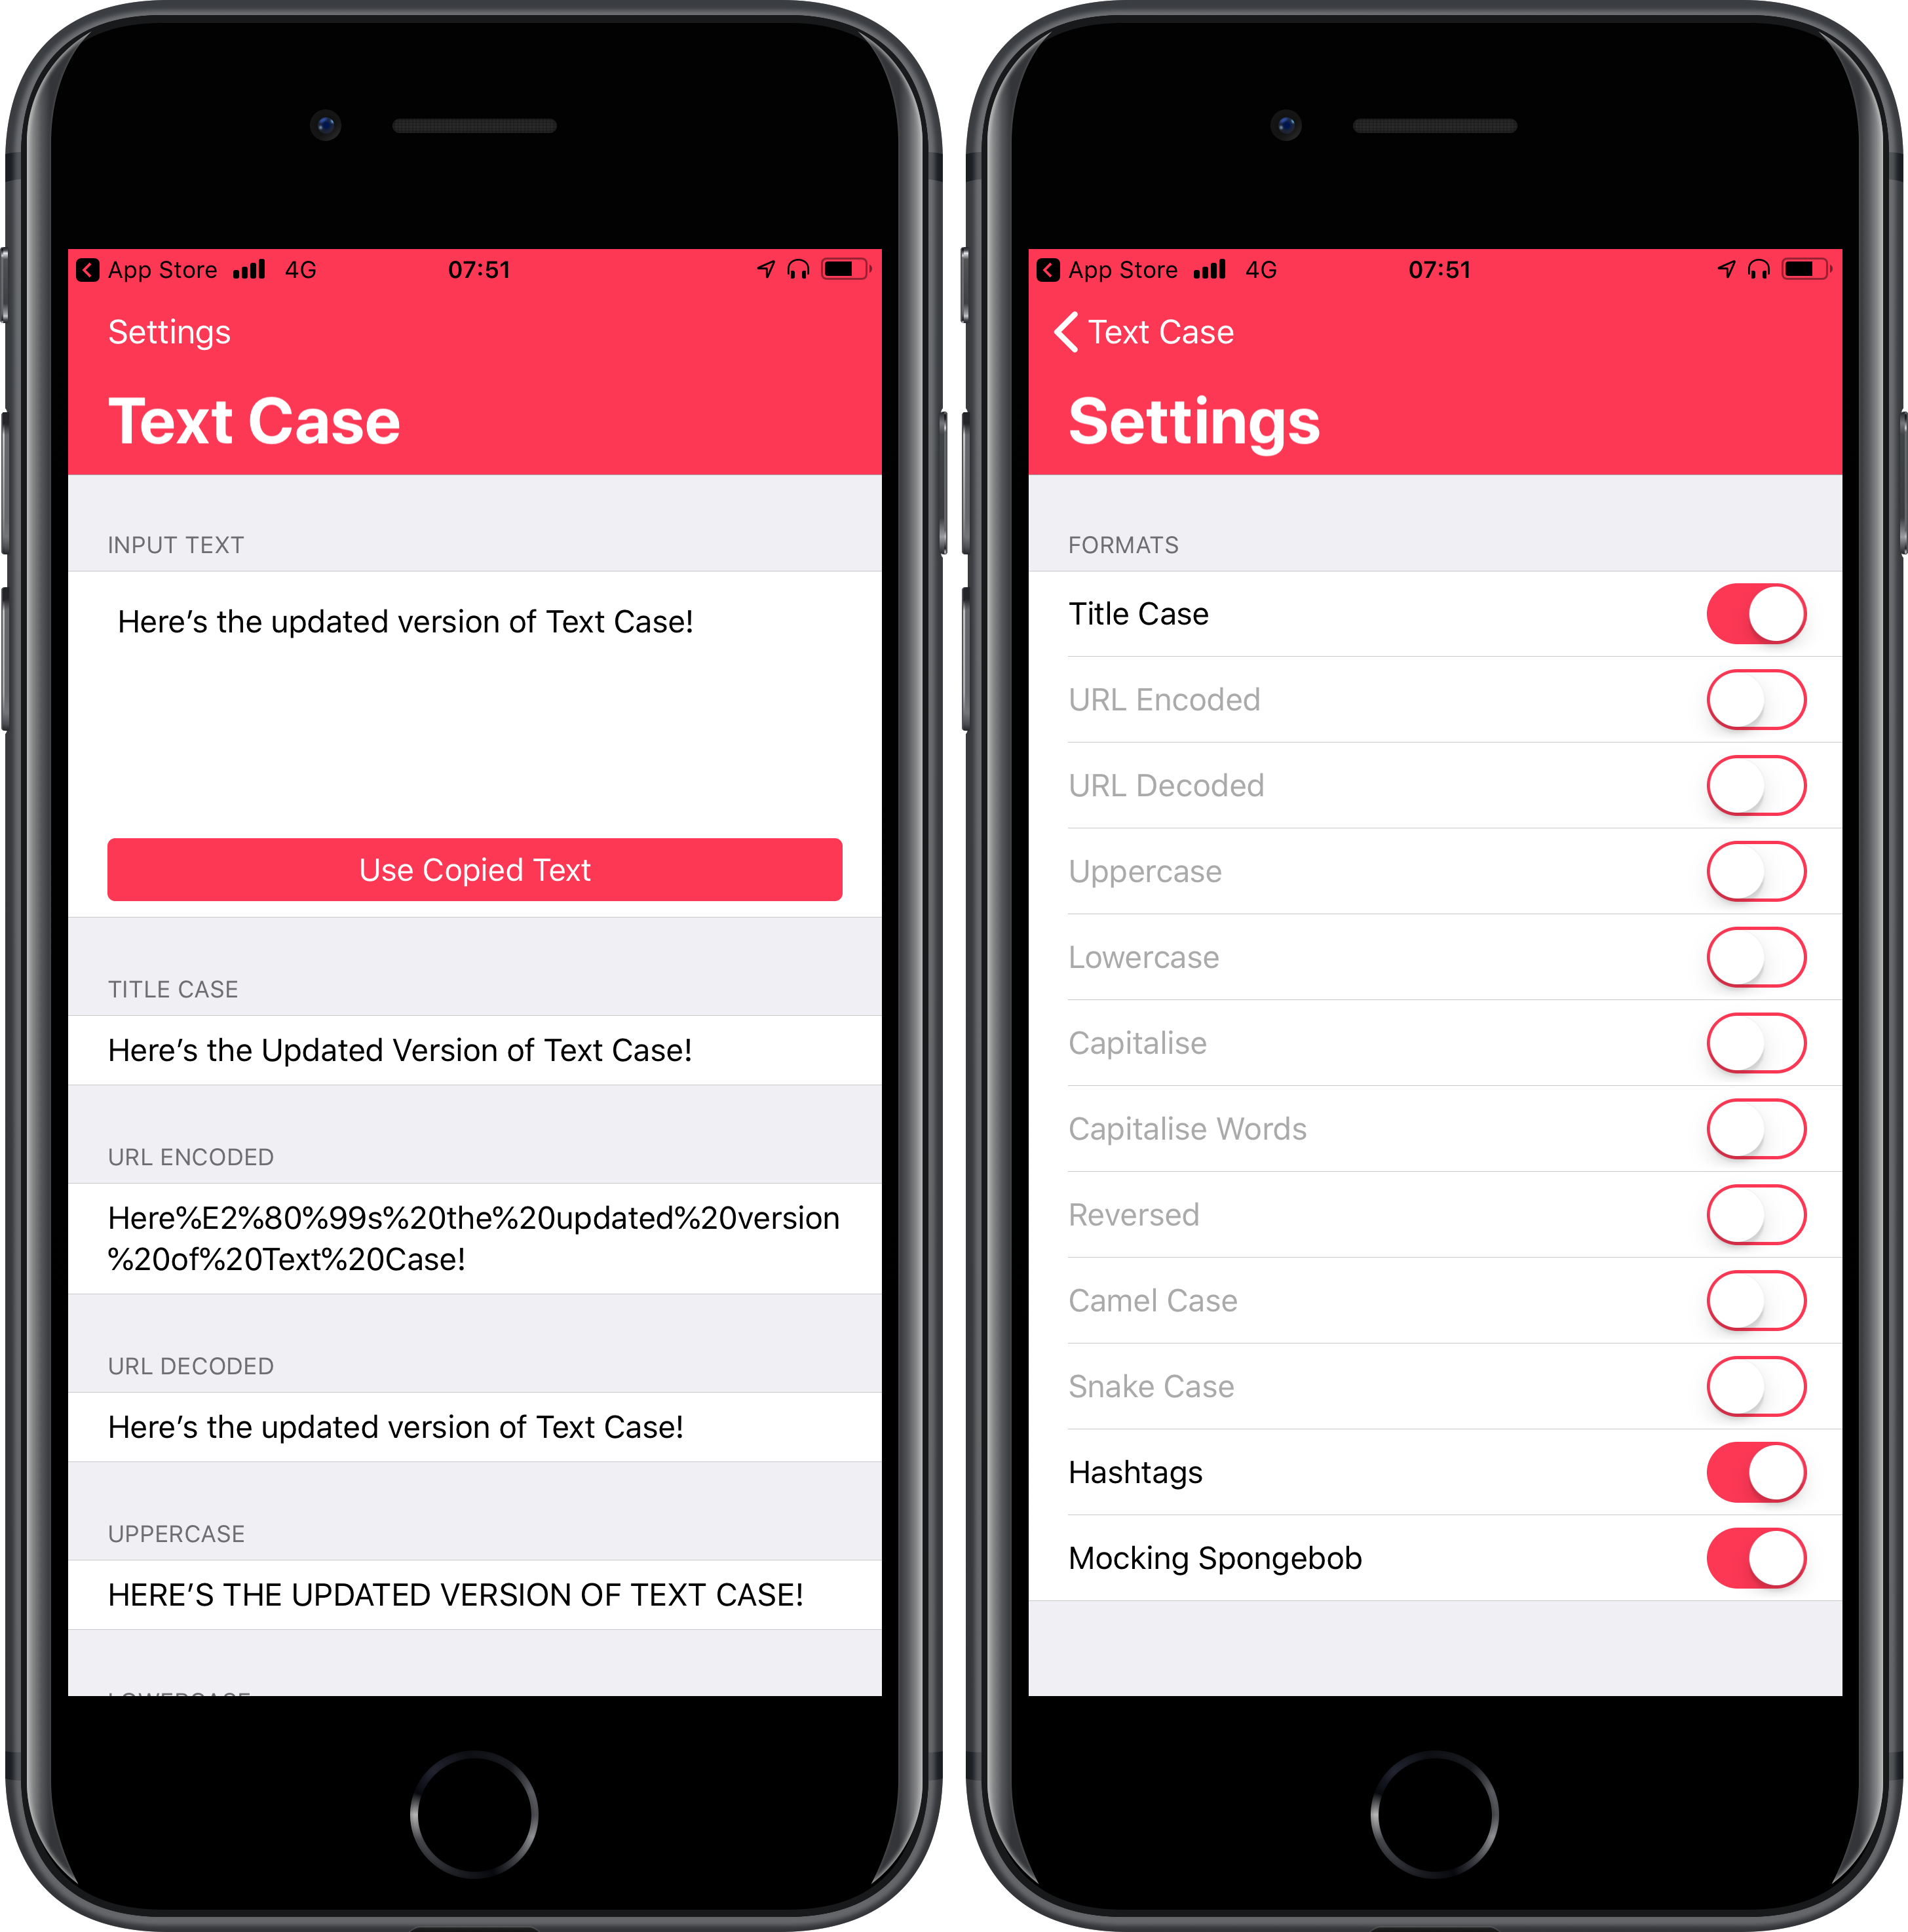 App Store 4G 07:51
Settings
Text Case
INPUT TEXT
Here’s the updated version of Text Case!
Use Copied Text
TITLE CASE
Here’s the Updated Version of Text Case!
URL ENCODED
Here%E2%80%99s%20the%20updated%20version
%20of%20Text%20Case!
URL DECODED
Here’s the updated version of Text Case!
UPPERCASE
HERE’S THE UPDATED VERSION OF TEXT CASE!
LOWERCASE
App Store 4G 07:51
Text Case
Settings
FORMATS
Title Case
URL Encoded
URL Decoded
Uppercase
Lowercase
Capitalise
Capitalise Words
Reversed
Camel Case
Snake Case
Hashtags
Mocking Spongebob